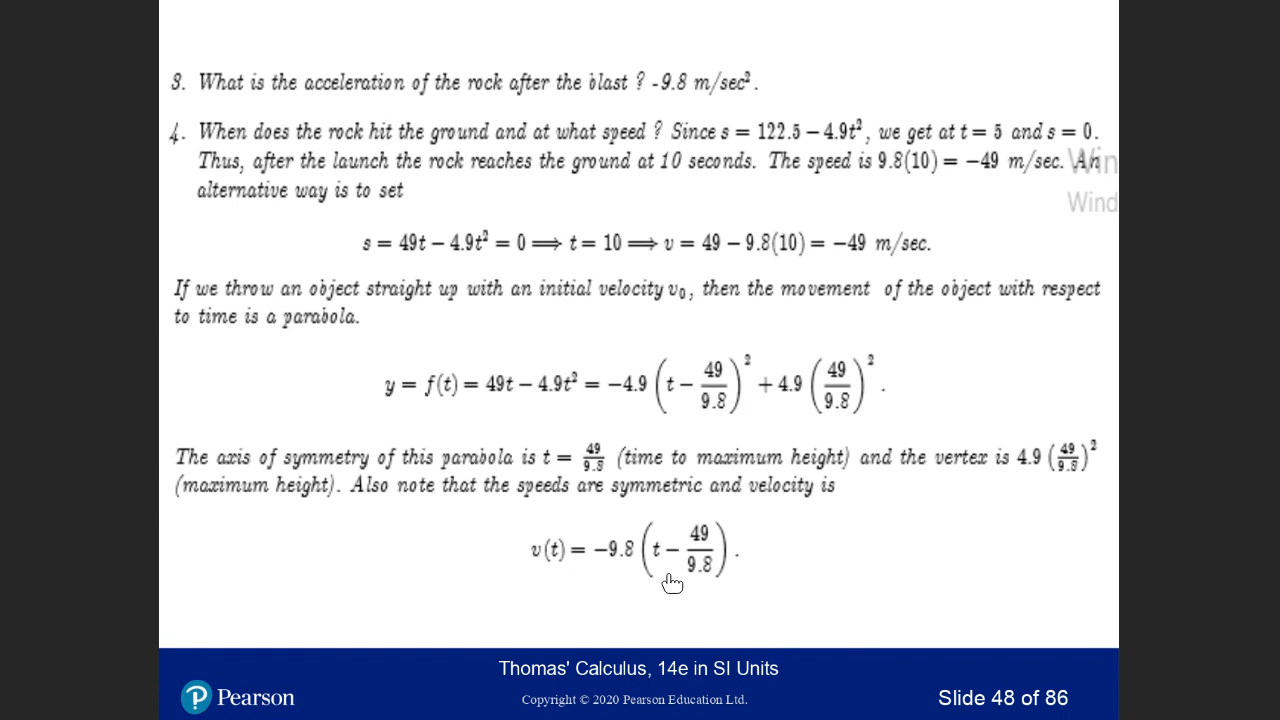 3. What is the acceleration of the rock after the blast ? -9.8 m/sec².
4. When does the rock hit the ground and at what speed ? Since s = 122.5 − 4.9t², we get at t = 5 and s = 0.
Thus, after the launch the rock reaches the ground at 10 seconds. The speed is 9.8(10) = −49 m/sec. An
alternative way is to set
s = 49t − 4.9t² = 0 ⟹ t = 10 ⟹ v = 49 − 9.8(10) = −49 m/sec.
If we throw an object straight up with an initial velocity v₀, then the movement of the object with respect
to time is a parabola.
y = f(t) = 49t − 4.9t² = −4.9 (t − 49/9.8)² + 4.9 (49/9.8)².
The axis of symmetry of this parabola is t = 49/9.8 (time to maximum height) and the vertex is 4.9 (49/9.8)²
(maximum height). Also note that the speeds are symmetric and velocity is
v(t) = −9.8 (t − 49/9.8).
Win
Wind
Thomas' Calculus, 14e in SI Units
P Pearson
Copyright © 2020 Pearson Education Ltd.
Slide 48 of 86